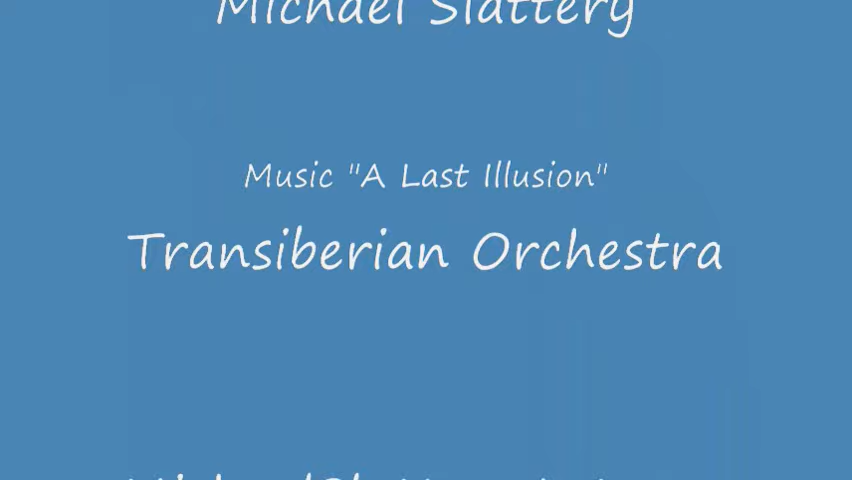 Michael Slattery
Music "A Last Illusion"
Transiberian Orchestra